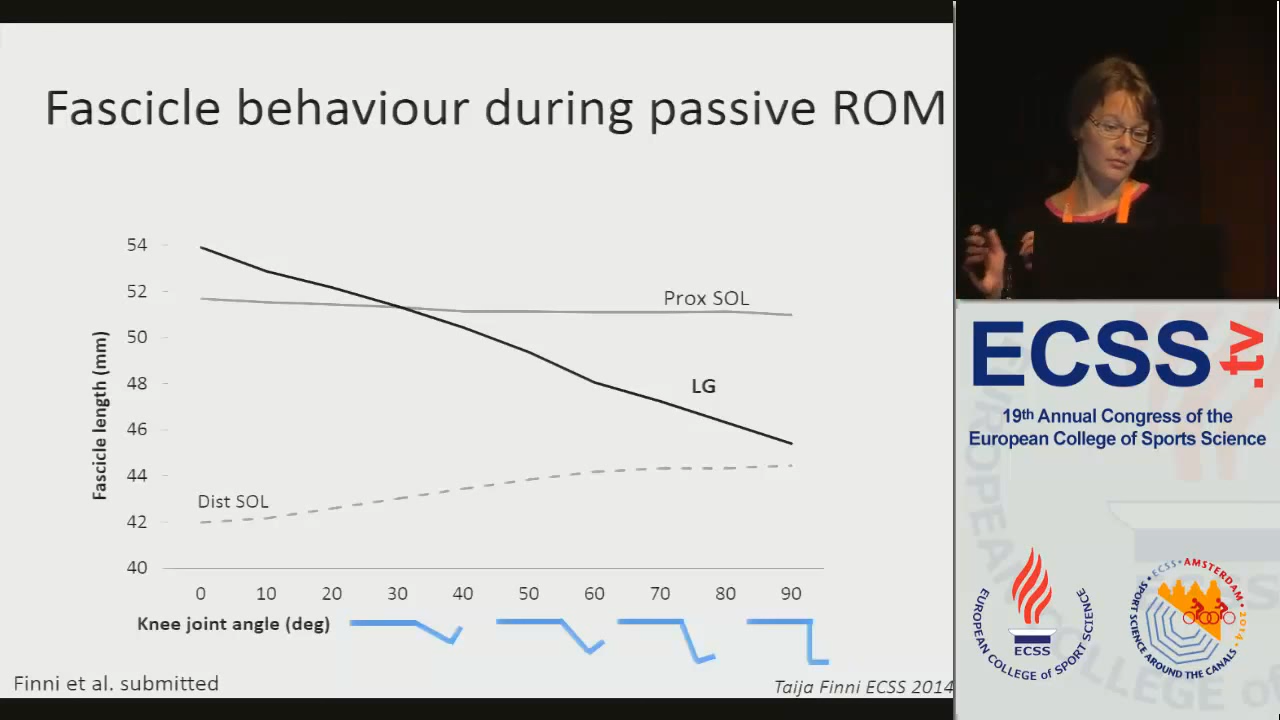 Fascicle behaviour during passive ROM
54
52
50
48
46
44
42
40
Fascicle length (mm)
Prox SOL
LG
Dist SOL
0 10 20 30 40 50 60 70 80 90
Knee joint angle (deg)
Finni et al. submitted
Taija Finni ECSS 2014
ECSS.tv
19th Annual Congress of the
European College of Sports Science
EUROPEAN COLLEGE OF SPORT SCIENCE
ECSS
ECSS AMSTERDAM 2014
SPORT SCIENCE AROUND THE CANALS